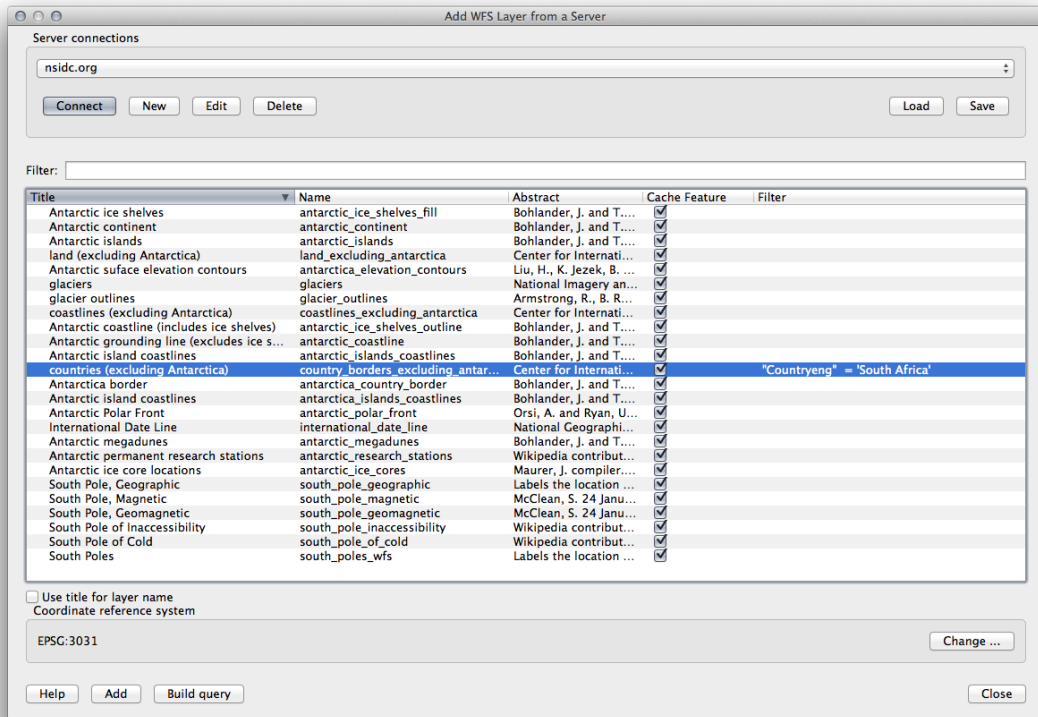 Add WFS Layer from a Server
Server connections
nsidc.org
Connect New Edit Delete Load Save
Filter:
Title Name Abstract Cache Feature Filter
Antarctic ice shelves antarctic_ice_shelves_fill Bohlander, J. and T....
Antarctic continent antarctic_continent Bohlander, J. and T....
Antarctic islands antarctic_islands Bohlander, J. and T....
land (excluding Antarctica) land_excluding_antarctica Center for Internati...
Antarctic suface elevation contours antarctica_elevation_contours Liu, H., K. Jezek, B. ...
glaciers glaciers National Imagery an...
glacier outlines glacier_outlines Armstrong, R., B. R...
coastlines (excluding Antarctica) coastlines_excluding_antarctica Center for Internati...
Antarctic coastline (includes ice shelves) antarctic_ice_shelves_outline Bohlander, J. and T....
Antarctic grounding line (excludes ice s... antarctic_coastline Bohlander, J. and T....
Antarctic island coastlines antarctic_islands_coastlines Bohlander, J. and T....
countries (excluding Antarctica) country_borders_excluding_antar... Center for Internati... "Countryeng" = 'South Africa'
Antarctica border antarctica_country_border Bohlander, J. and T....
Antarctic island coastlines antarctica_islands_coastlines Bohlander, J. and T....
Antarctic Polar Front antarctic_polar_front Orsi, A. and Ryan, U...
International Date Line international_date_line National Geographi...
Antarctic megadunes antarctic_megadunes Bohlander, J. and T....
Antarctic permanent research stations antarctic_research_stations Wikipedia contribut...
Antarctic ice core locations antarctic_ice_cores Maurer, J. compiler....
South Pole, Geographic south_pole_geographic Labels the location ...
South Pole, Magnetic south_pole_magnetic McClean, S. 24 Janu...
South Pole, Geomagnetic south_pole_geomagnetic McClean, S. 24 Janu...
South Pole of Inaccessibility south_pole_inaccessibility Wikipedia contribut...
South Pole of Cold south_pole_of_cold Wikipedia contribut...
South Poles south_poles_wfs Labels the location ...
Use title for layer name
Coordinate reference system
EPSG:3031
Change ...
Help Add Build query Close